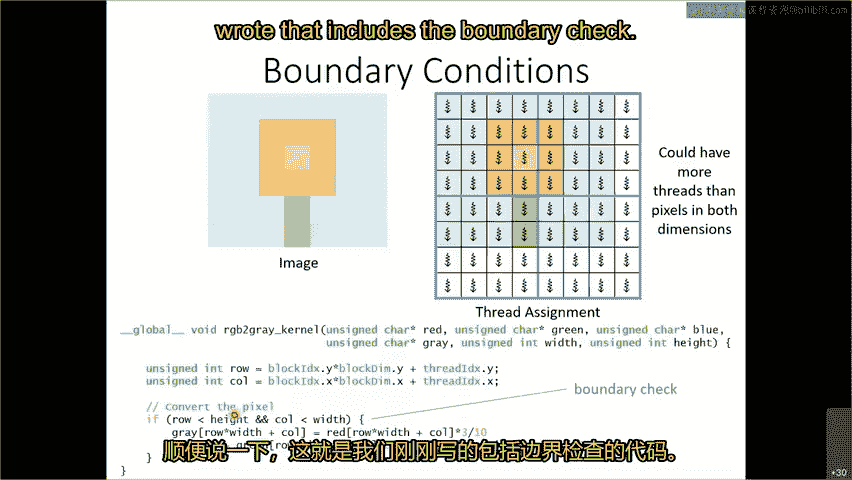 wrote that includes the boundary check.
Boundary Conditions
Could have
more
threads than
pixels in both
dimensions
Image
Thread Assignment
__global__ void rgb2gray_kernel(unsigned char* red, unsigned char* green, unsigned char* blue,
unsigned char* gray, unsigned int width, unsigned int height) {
unsigned int row = blockIdx.y*blockDim.y + threadIdx.y;
unsigned int col = blockIdx.x*blockDim.x + threadIdx.x;
boundary check
// Convert the pixel
if (row < height && col < width) {
gray[row*width + col] = red[row*width + col]*3/10
}
顺便说一下，这就是我们刚刚写的包括边界检查的代码。
}
+30